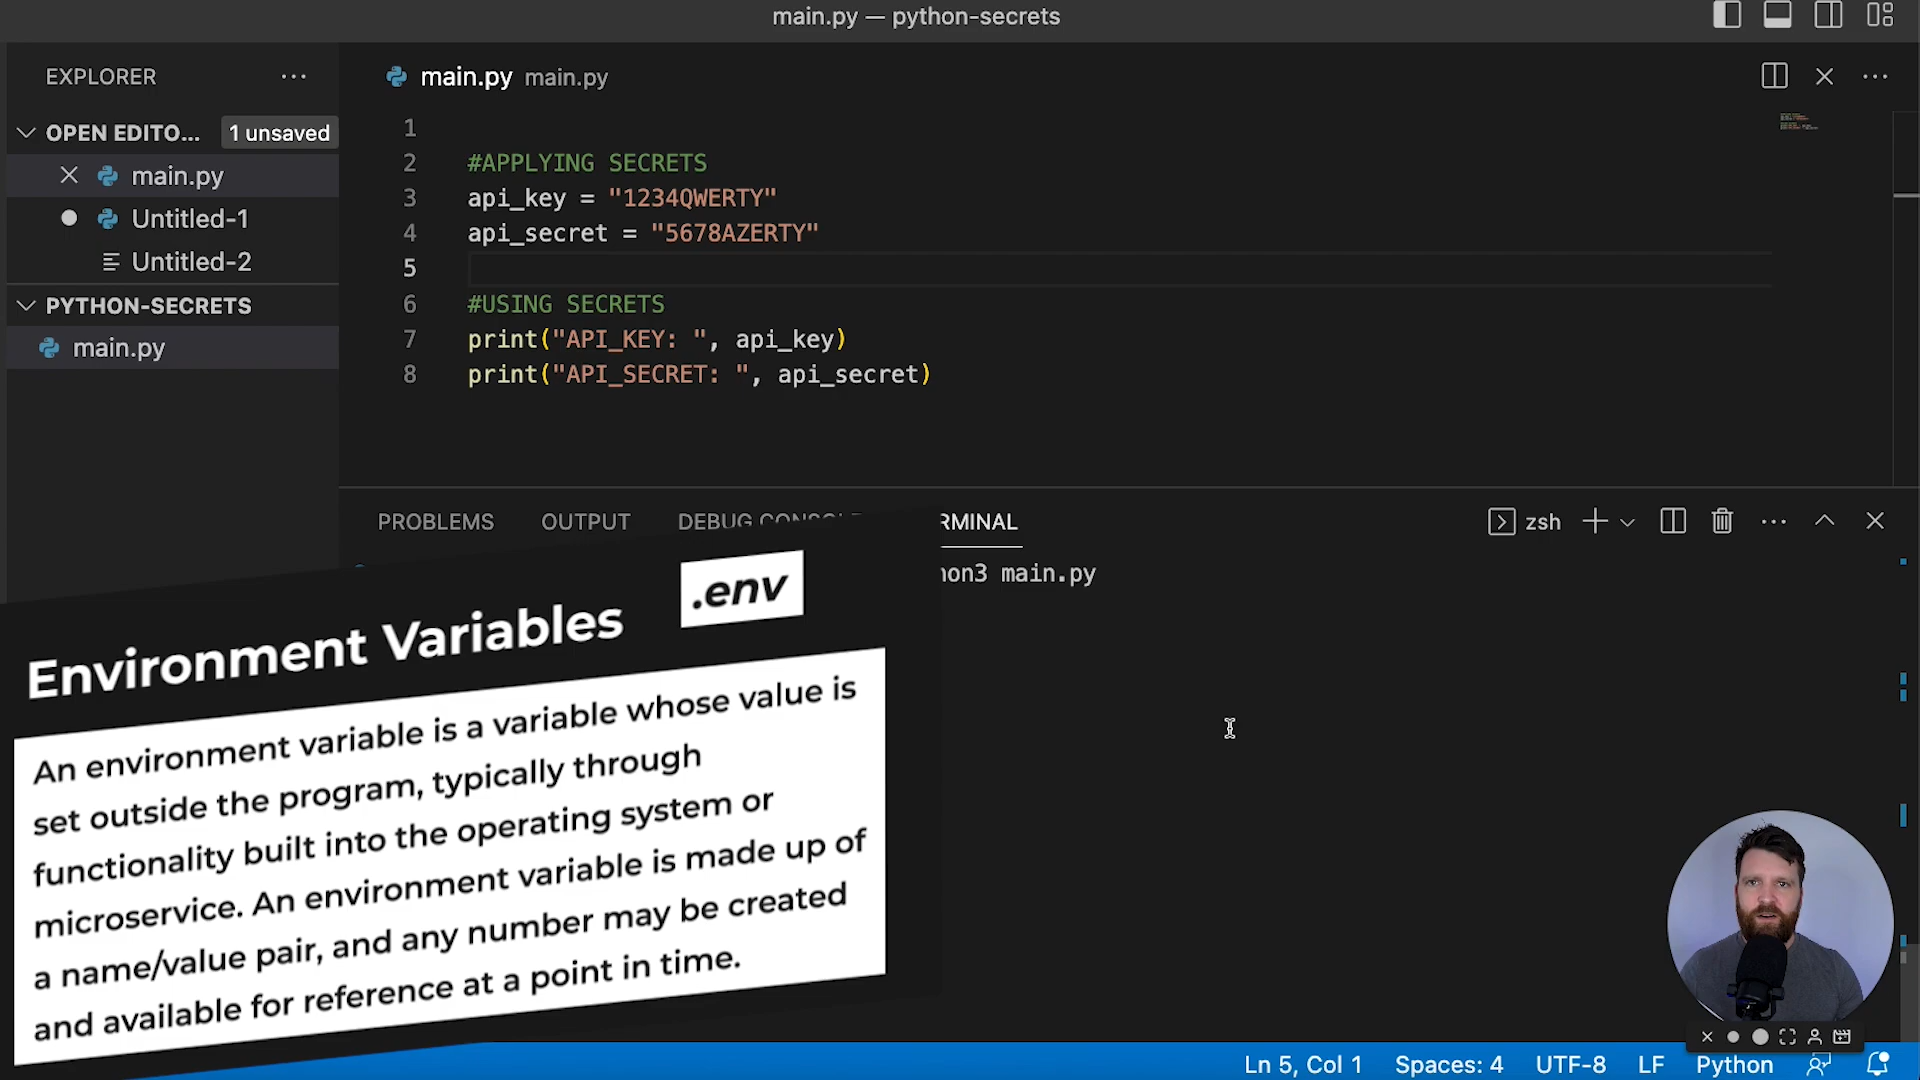 main.py — python-secrets
EXPLORER
OPEN EDITO... 1 unsaved
main.py
Untitled-1
Untitled-2
PYTHON-SECRETS
main.py
main.py main.py
1
2 #APPLYING SECRETS
3 api_key = "1234QWERTY"
4 api_secret = "5678AZERTY"
5
6 #USING SECRETS
7 print("API_KEY: ", api_key)
8 print("API_SECRET: ", api_secret)
PROBLEMS OUTPUT DEBUG CONSOL RMINAL
zsh
hon3 main.py
.env
Environment Variables
An environment variable is a variable whose value is
set outside the program, typically through
functionality built into the operating system or
microservice. An environment variable is made up of
a name/value pair, and any number may be created
and available for reference at a point in time.
Ln 5, Col 1 Spaces: 4 UTF-8 LF Python